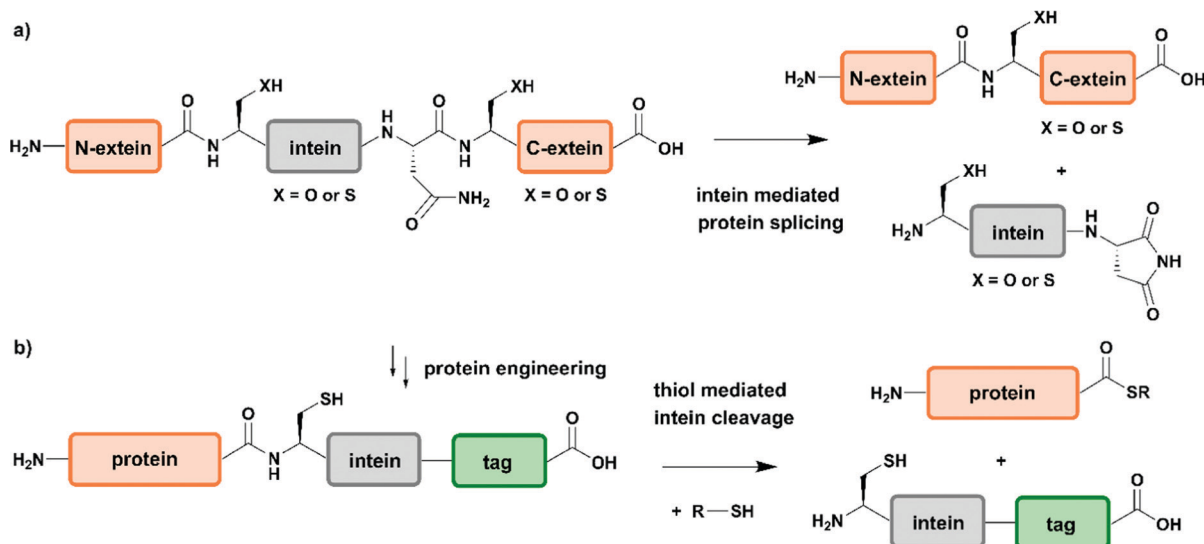 a)
H₂N
N-extein
O
N
H
XH
intein
X = O or S
H
N
O
NH₂
O
N
H
XH
C-extein
X = O or S
O
OH
intein mediated
protein splicing
H₂N
N-extein
O
N
H
XH
C-extein
X = O or S
O
OH
+
XH
H₂N
intein
X = O or S
H
N
O
NH
O
b)
protein engineering
H₂N
protein
O
N
H
SH
intein
tag
O
OH
thiol mediated
intein cleavage
+ R—SH
H₂N
protein
O
SR
+
SH
H₂N
intein
tag
O
OH